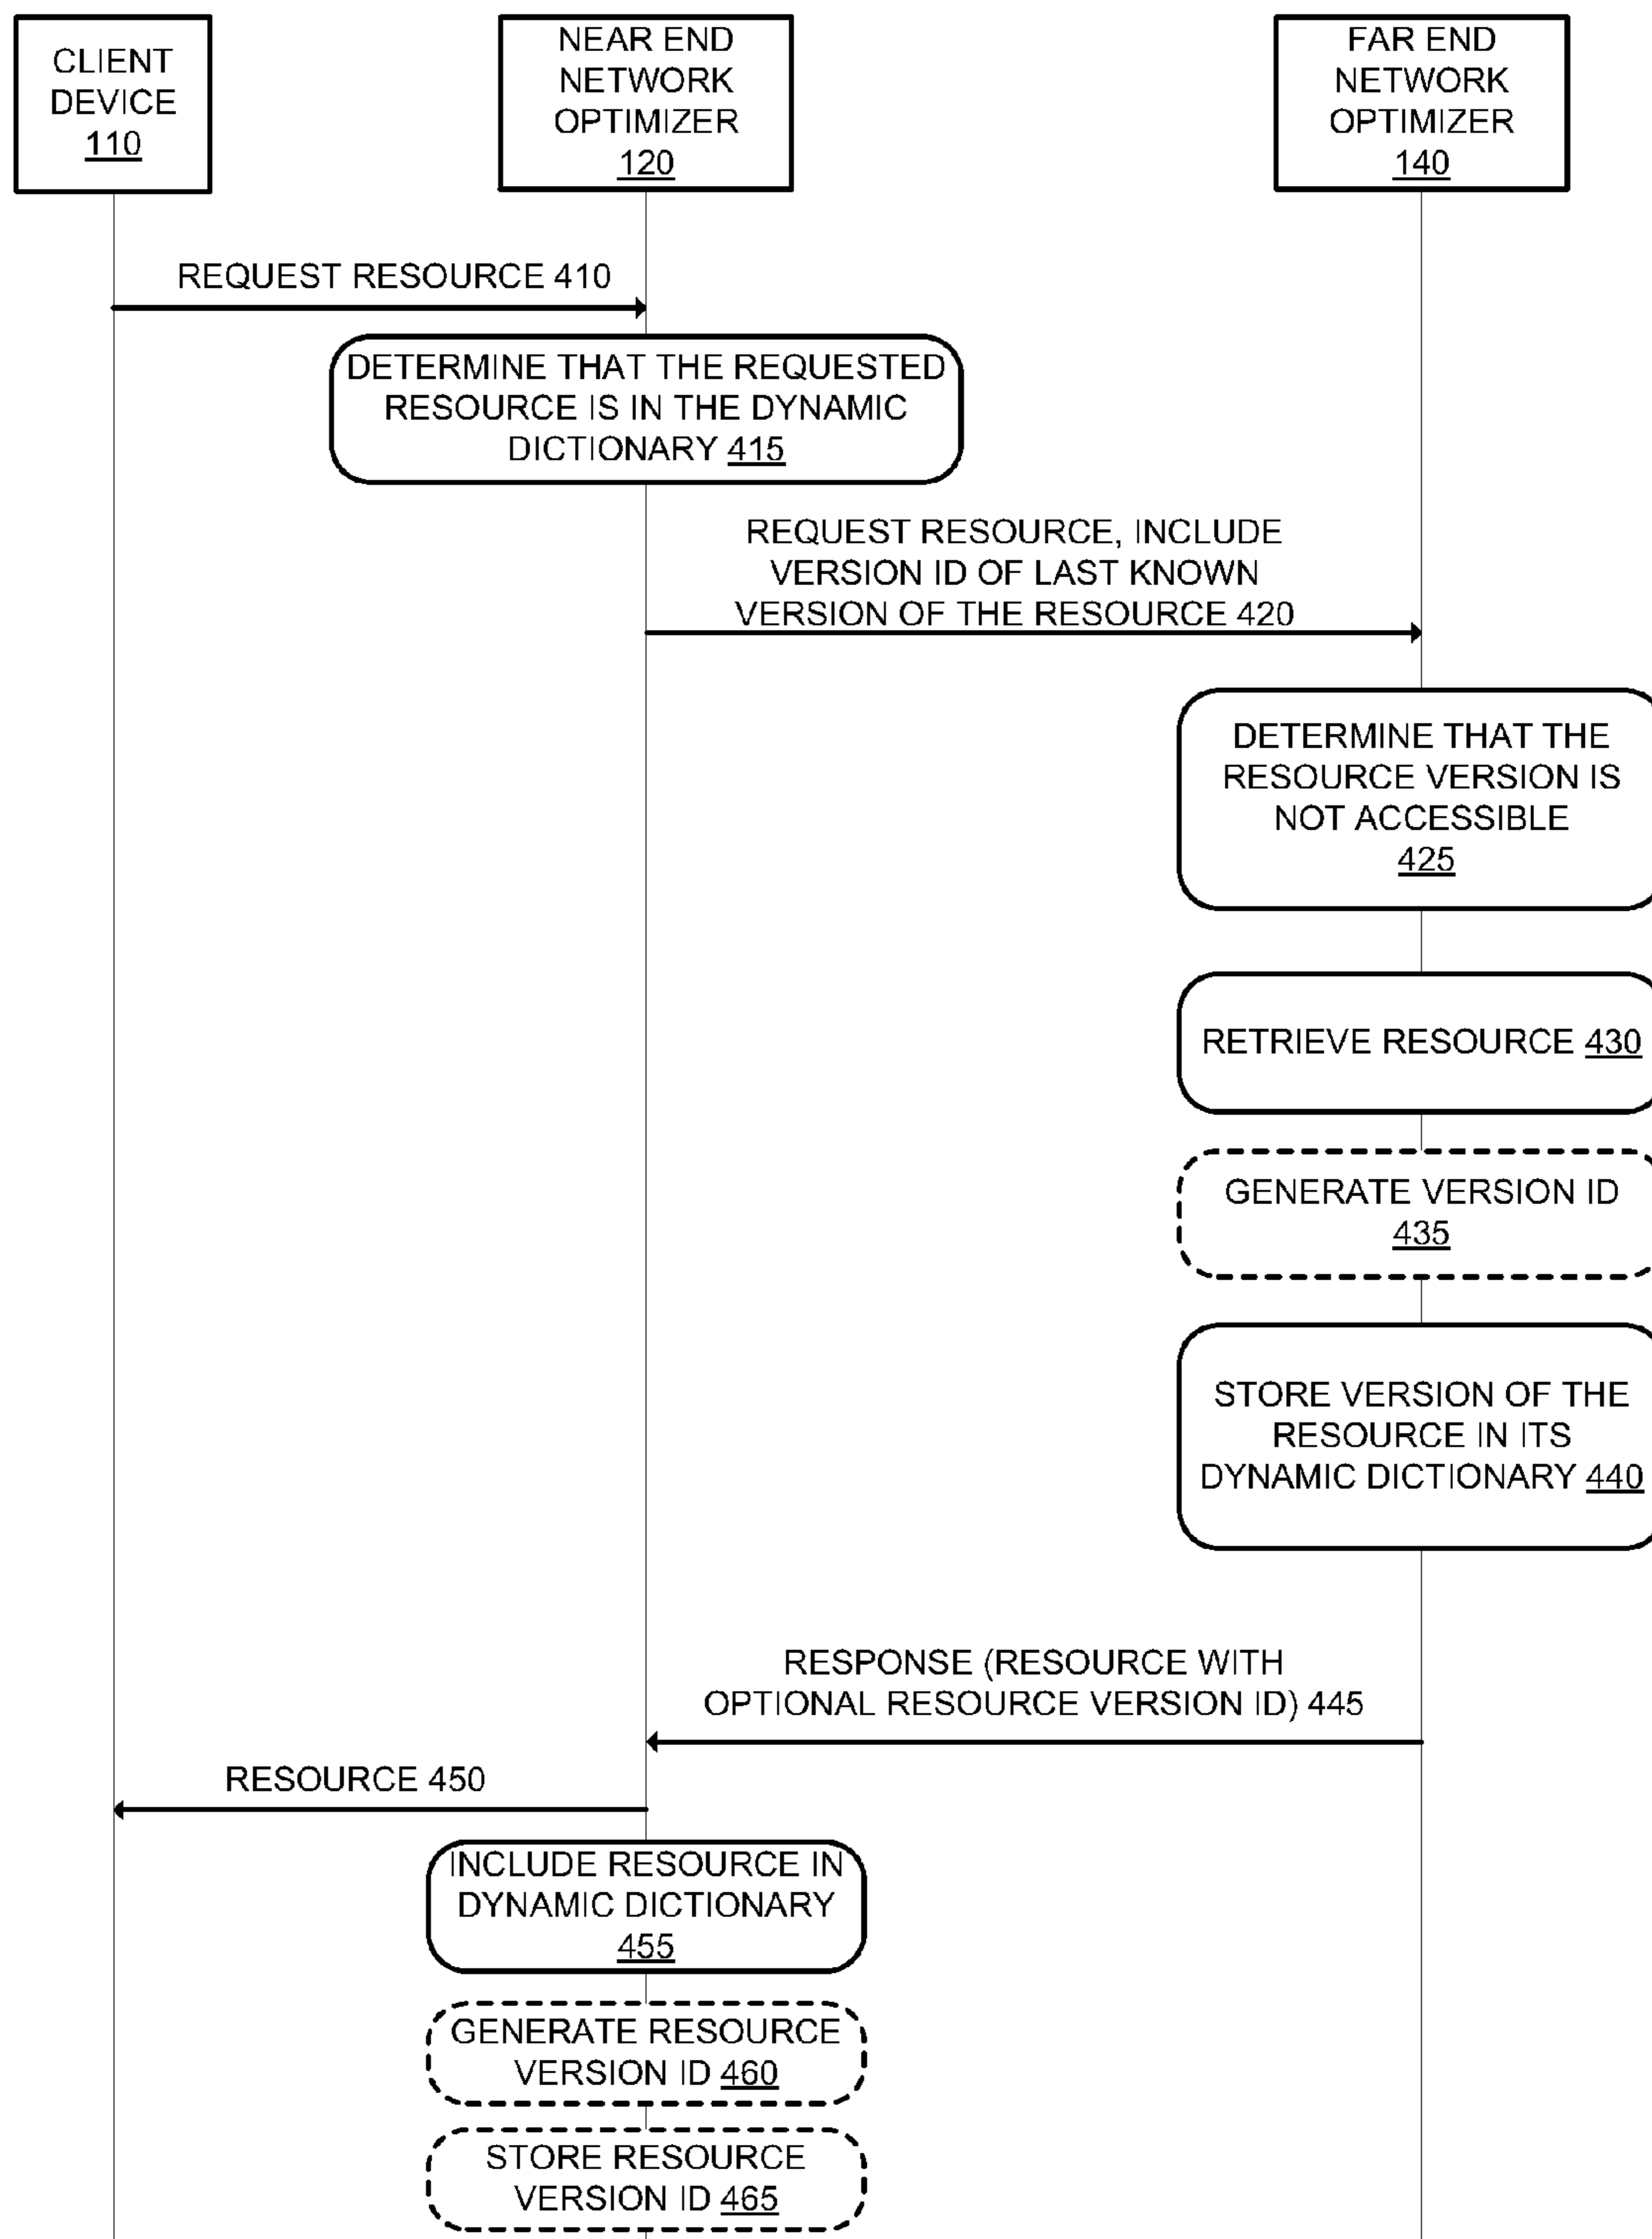 CLIENT
DEVICE
110
NEAR END
NETWORK
OPTIMIZER
120
FAR END
NETWORK
OPTIMIZER
140
REQUEST RESOURCE 410
DETERMINE THAT THE REQUESTED
RESOURCE IS IN THE DYNAMIC
DICTIONARY 415
REQUEST RESOURCE, INCLUDE
VERSION ID OF LAST KNOWN
VERSION OF THE RESOURCE 420
DETERMINE THAT THE
RESOURCE VERSION IS
NOT ACCESSIBLE
425
RETRIEVE RESOURCE 430
GENERATE VERSION ID
435
STORE VERSION OF THE
RESOURCE IN ITS
DYNAMIC DICTIONARY 440
RESPONSE (RESOURCE WITH
OPTIONAL RESOURCE VERSION ID) 445
RESOURCE 450
INCLUDE RESOURCE IN
DYNAMIC DICTIONARY
455
GENERATE RESOURCE
VERSION ID 460
STORE RESOURCE
VERSION ID 465